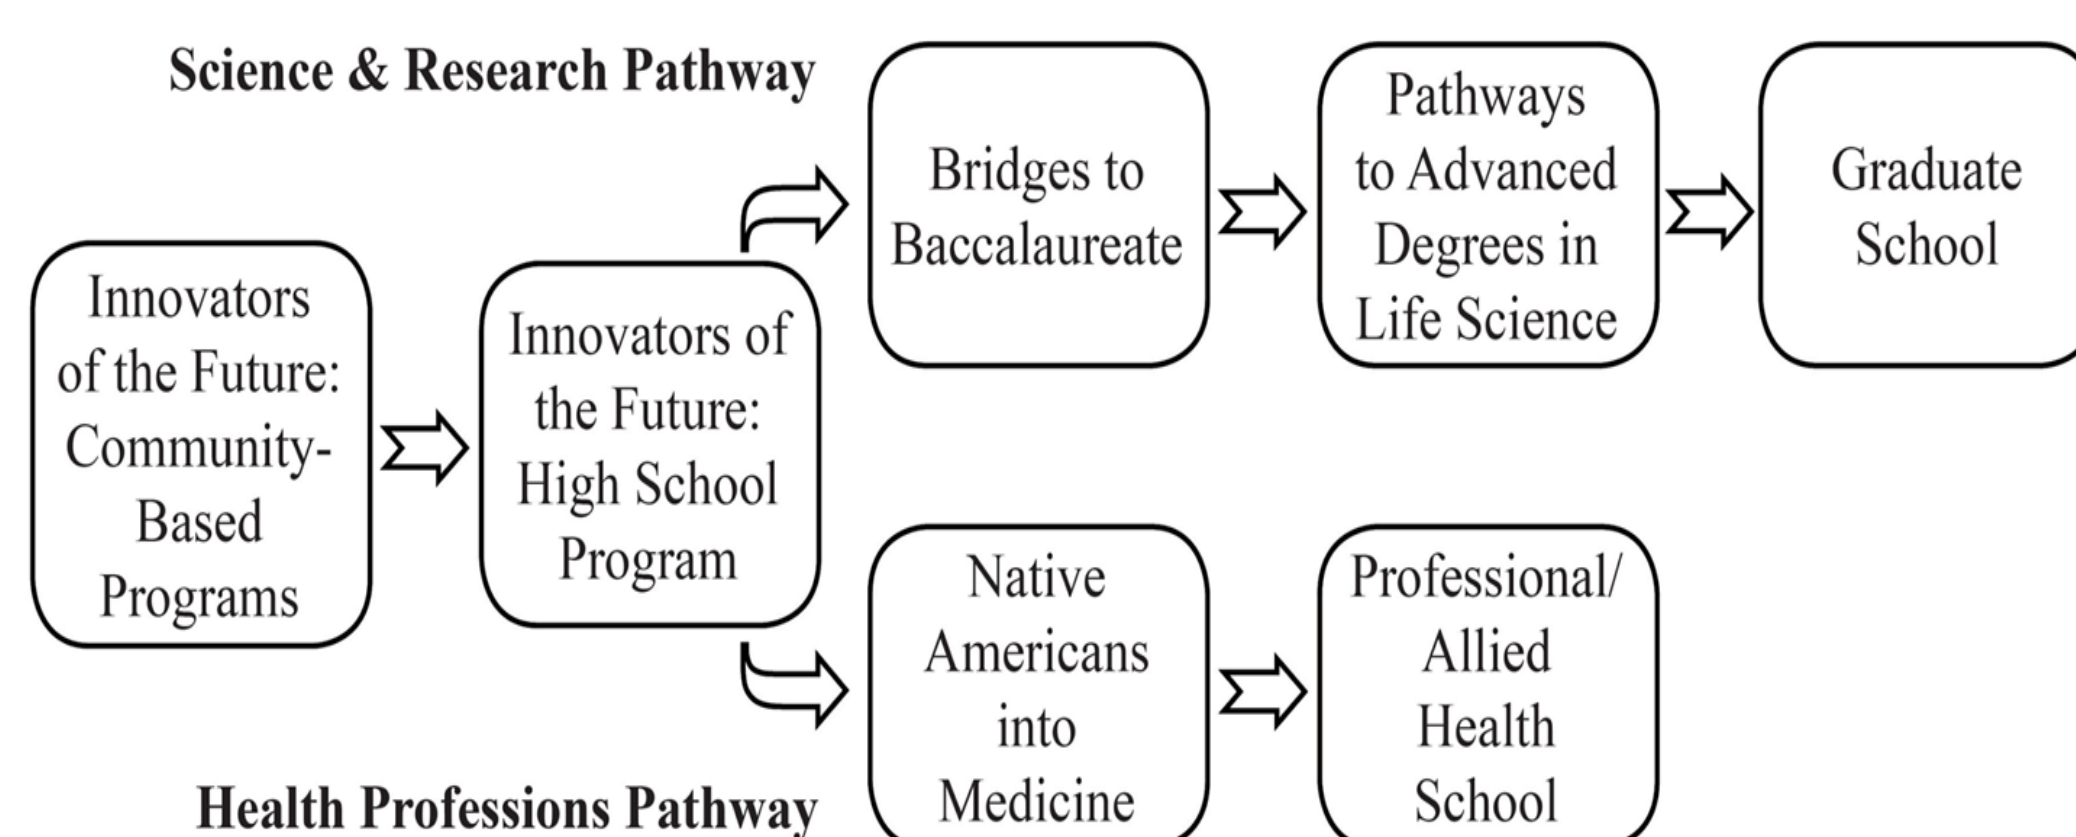 Science & Research Pathway
Innovators
of the Future:
Community-
Based
Programs
Innovators of
the Future:
High School
Program
Bridges to
Baccalaureate
Pathways
to Advanced
Degrees in
Life Science
Graduate
School
Native
Americans
into
Medicine
Professional/
Allied
Health
School
Health Professions Pathway